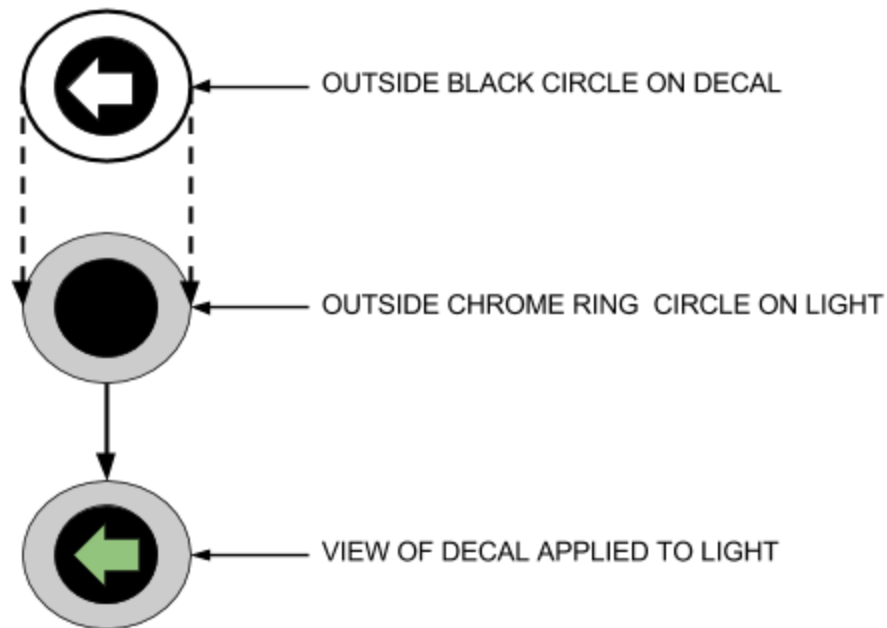 OUTSIDE BLACK CIRCLE ON DECAL
OUTSIDE CHROME RING CIRCLE ON LIGHT
VIEW OF DECAL APPLIED TO LIGHT